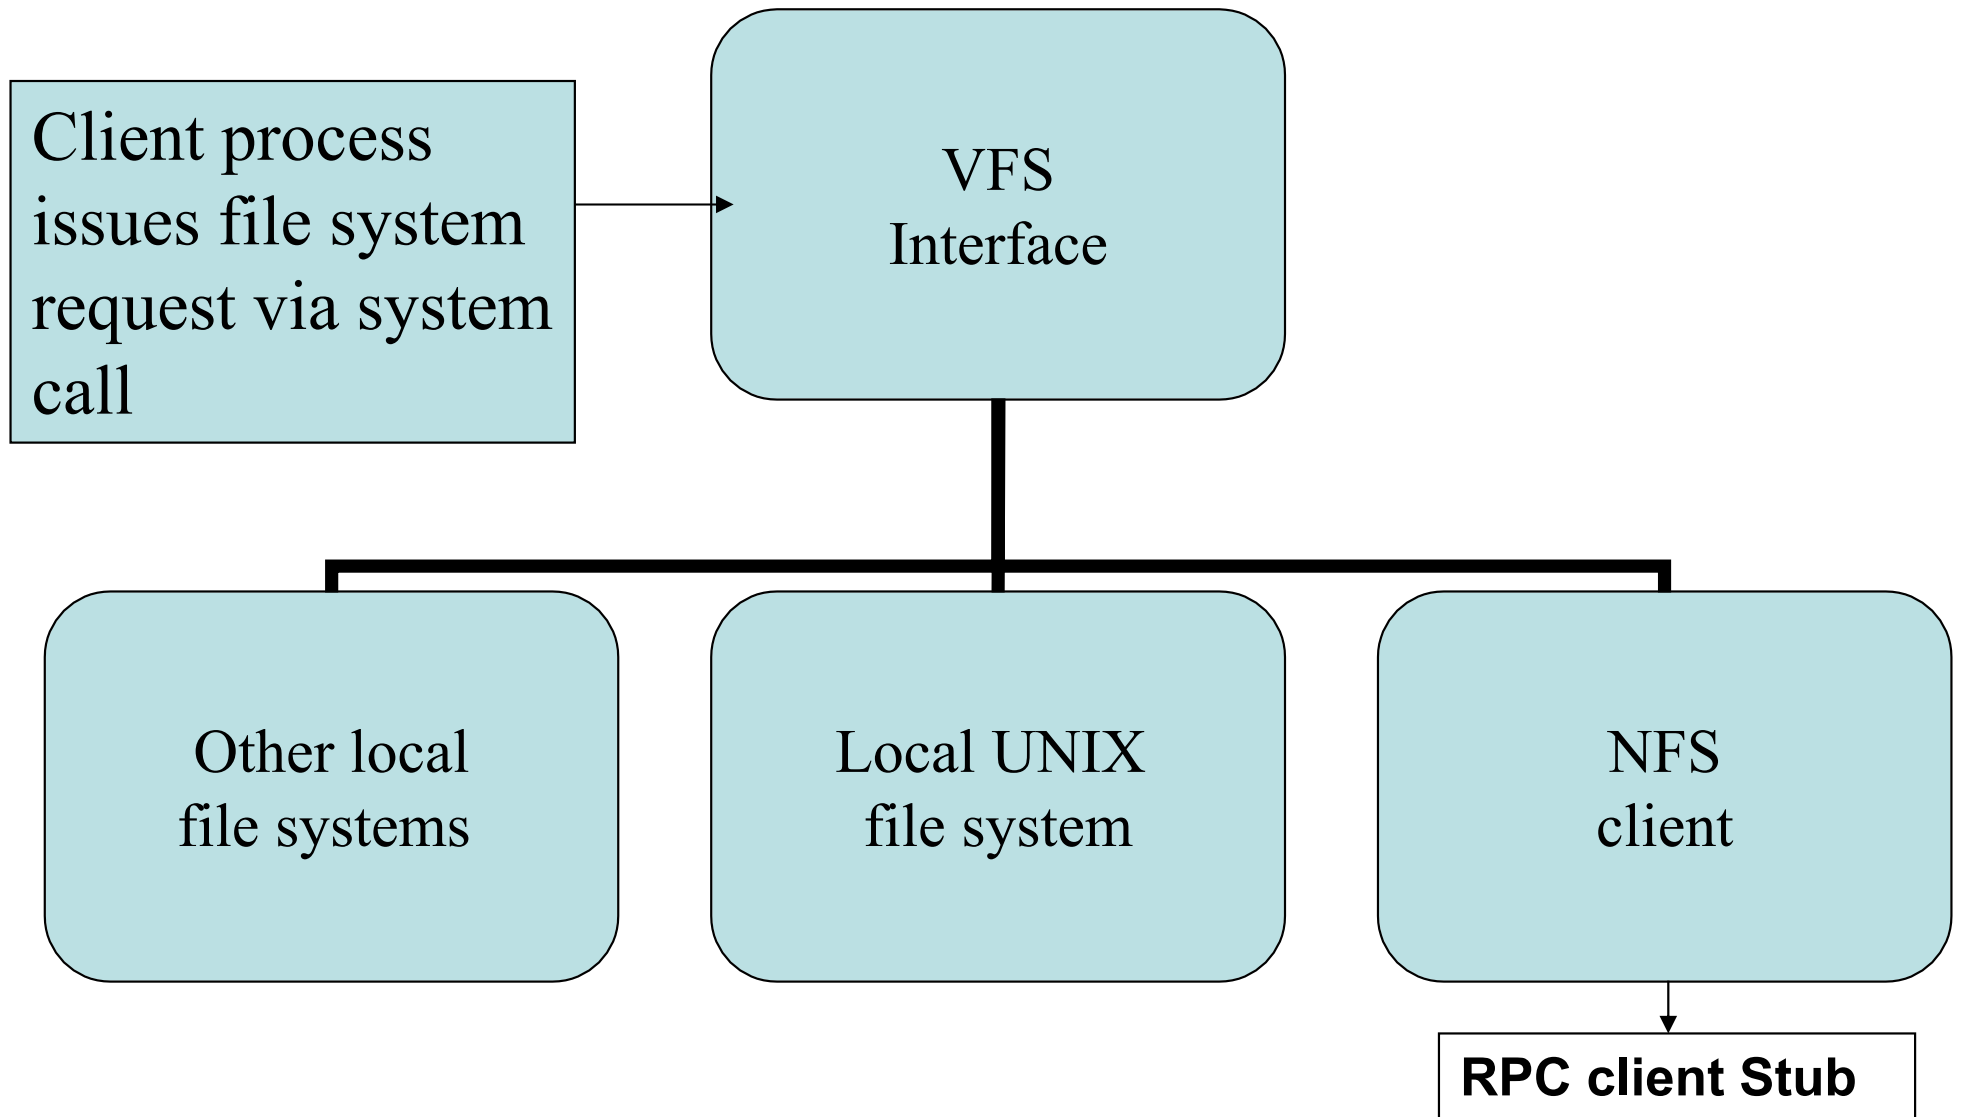 Client process
issues file system
request via system
call
VFS
Interface
Other local
file systems
Local UNIX
file system
NFS
client
RPC client Stub